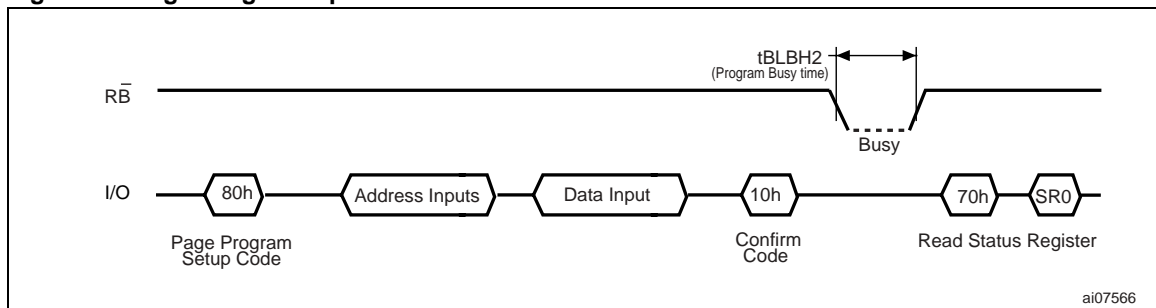 tBLBH2
(Program Busy time)
RB̅
Busy
I/O
80h
Address Inputs
Data Input
10h
70h
SR0
Page Program
Setup Code
Confirm
Code
Read Status Register
ai07566